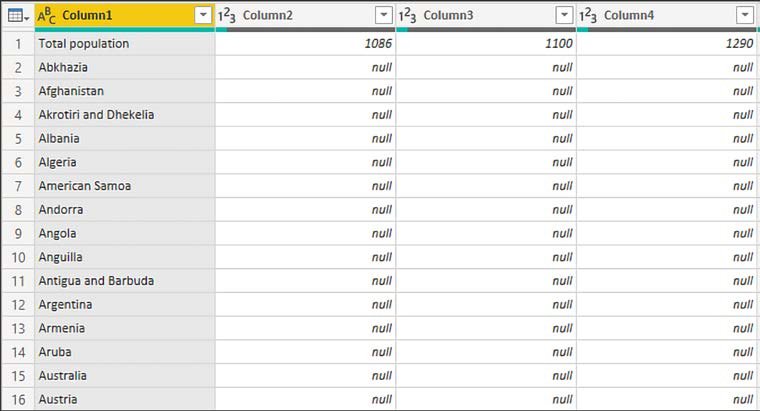 ABC Column1 123 Column2 123 Column3 123 Column4
1 Total population 1086 1100 1290
2 Abkhazia null null null
3 Afghanistan null null null
4 Akrotiri and Dhekelia null null null
5 Albania null null null
6 Algeria null null null
7 American Samoa null null null
8 Andorra null null null
9 Angola null null null
10 Anguilla null null null
11 Antigua and Barbuda null null null
12 Argentina null null null
13 Armenia null null null
14 Aruba null null null
15 Australia null null null
16 Austria null null null